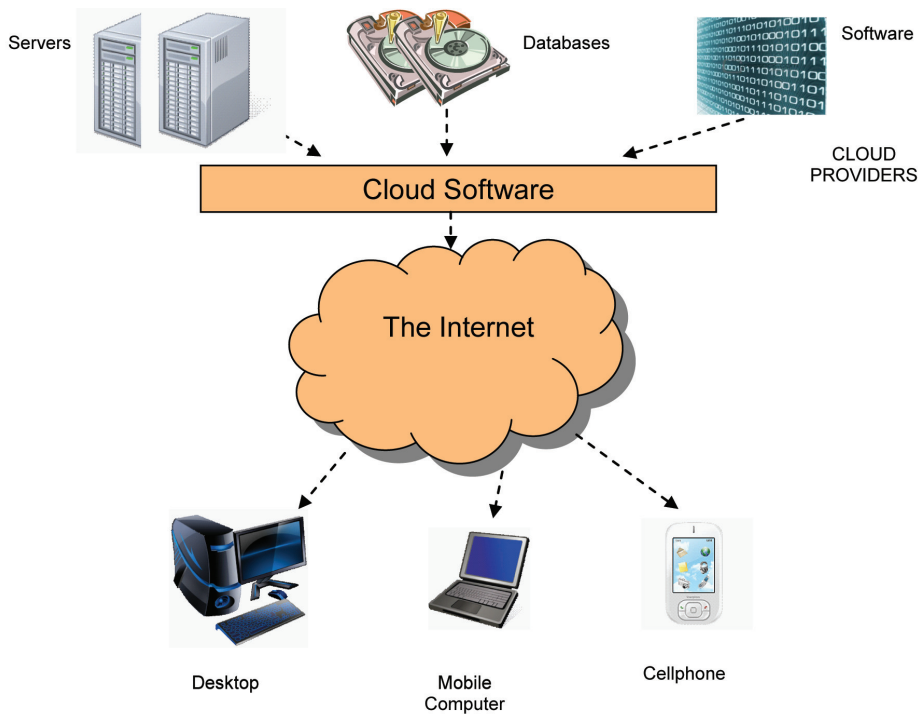 Servers
Databases
Software
CLOUD
PROVIDERS
Cloud Software
The Internet
Desktop
Mobile
Computer
Cellphone